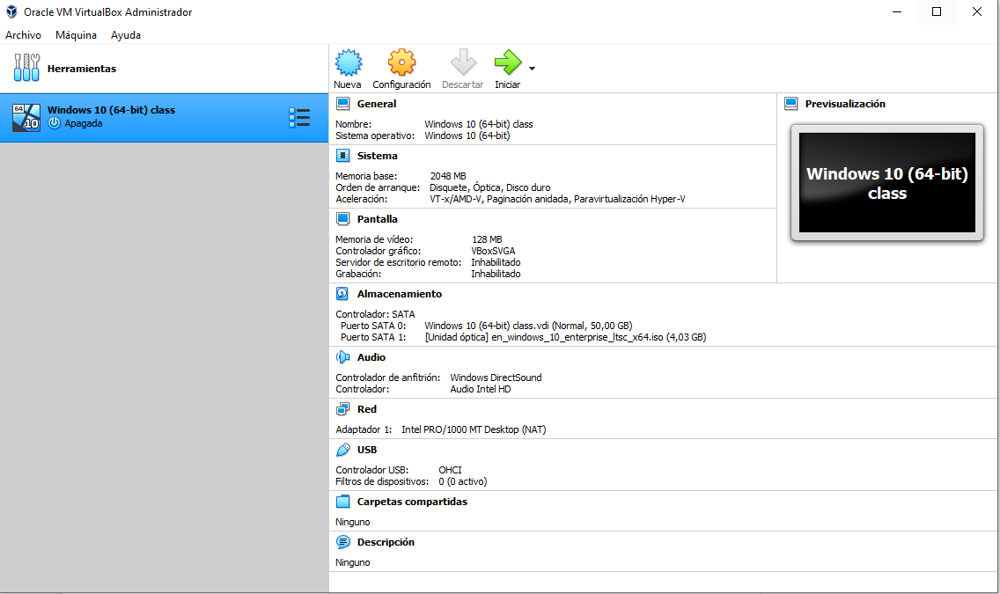 Oracle VM VirtualBox Administrador
Archivo Máquina Ayuda
Herramientas
Nueva Configuración Descartar Iniciar
64
10
Windows 10 (64-bit) class
Apagada
General
Nombre: Windows 10 (64-bit) class
Sistema operativo: Windows 10 (64-bit)
Sistema
Memoria base: 2048 MB
Orden de arranque: Disquete, Óptica, Disco duro
Aceleración: VT-x/AMD-V, Paginación anidada, Paravirtualización Hyper-V
Pantalla
Memoria de vídeo: 128 MB
Controlador gráfico: VBoxSVGA
Servidor de escritorio remoto: Inhabilitado
Grabación: Inhabilitado
Previsualización
Windows 10 (64-bit)
class
Almacenamiento
Controlador: SATA
Puerto SATA 0: Windows 10 (64-bit) class.vdi (Normal, 50,00 GB)
Puerto SATA 1: [Unidad óptica] en_windows_10_enterprise_ltsc_x64.iso (4,03 GB)
Audio
Controlador de anfitrión: Windows DirectSound
Controlador: Audio Intel HD
Red
Adaptador 1: Intel PRO/1000 MT Desktop (NAT)
USB
Controlador USB: OHCI
Filtros de dispositivos: 0 (0 activo)
Carpetas compartidas
Ninguno
Descripción
Ninguno